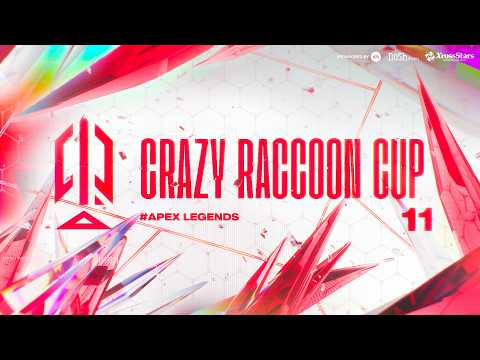 SPONSORED BY
XrossStars
CRAZY RACCOON CUP
#APEX LEGENDS
11